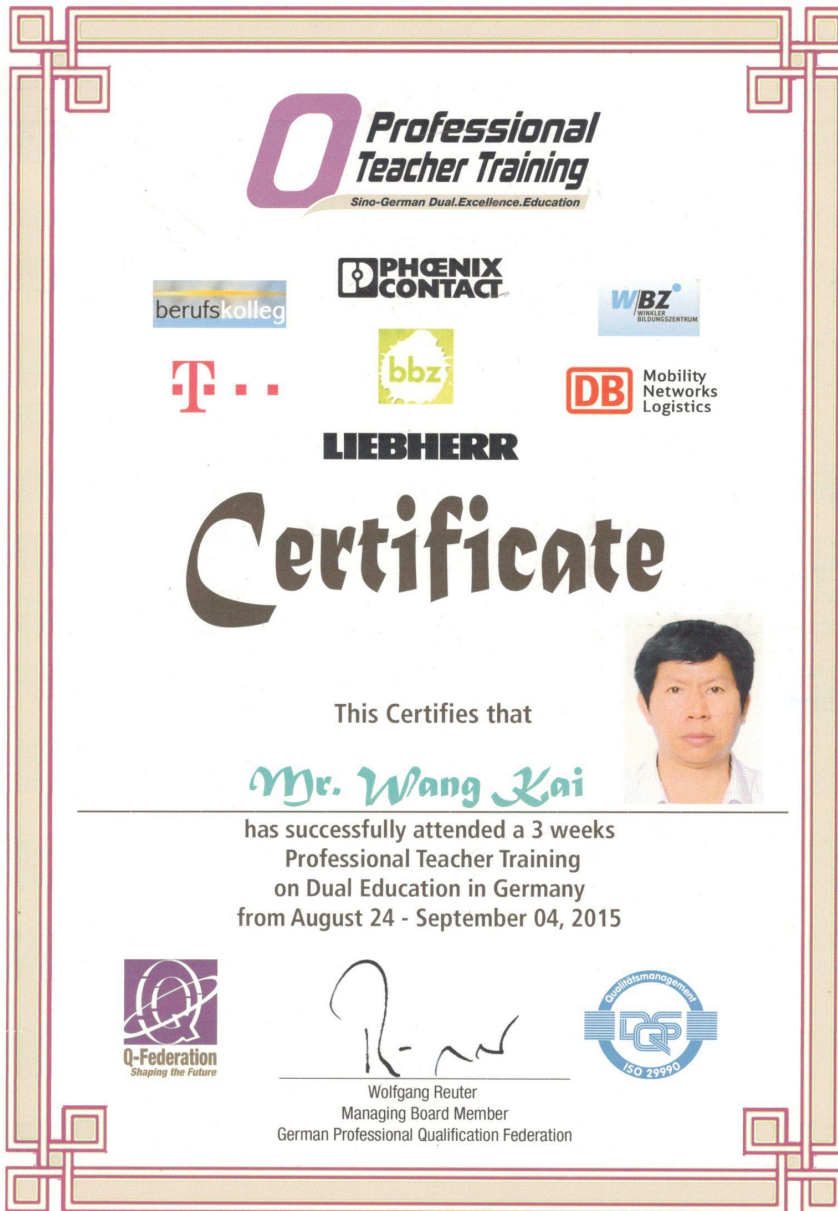 Professional
Teacher Training
Sino-German Dual.Excellence.Education
PHŒNIX
CONTACT
berufskolleg
W/BZ
WINKLER
BILDUNGSZENTRUM
T
bbz
DB
Mobility
Networks
Logistics
LIEBHERR
Certificate
This Certifies that
Mr. Wang Kai
has successfully attended a 3 weeks
Professional Teacher Training
on Dual Education in Germany
from August 24 - September 04, 2015
Q-Federation
Shaping the Future
Qualitätsmanagement
DQP
ISO 29990
Wolfgang Reuter
Managing Board Member
German Professional Qualification Federation